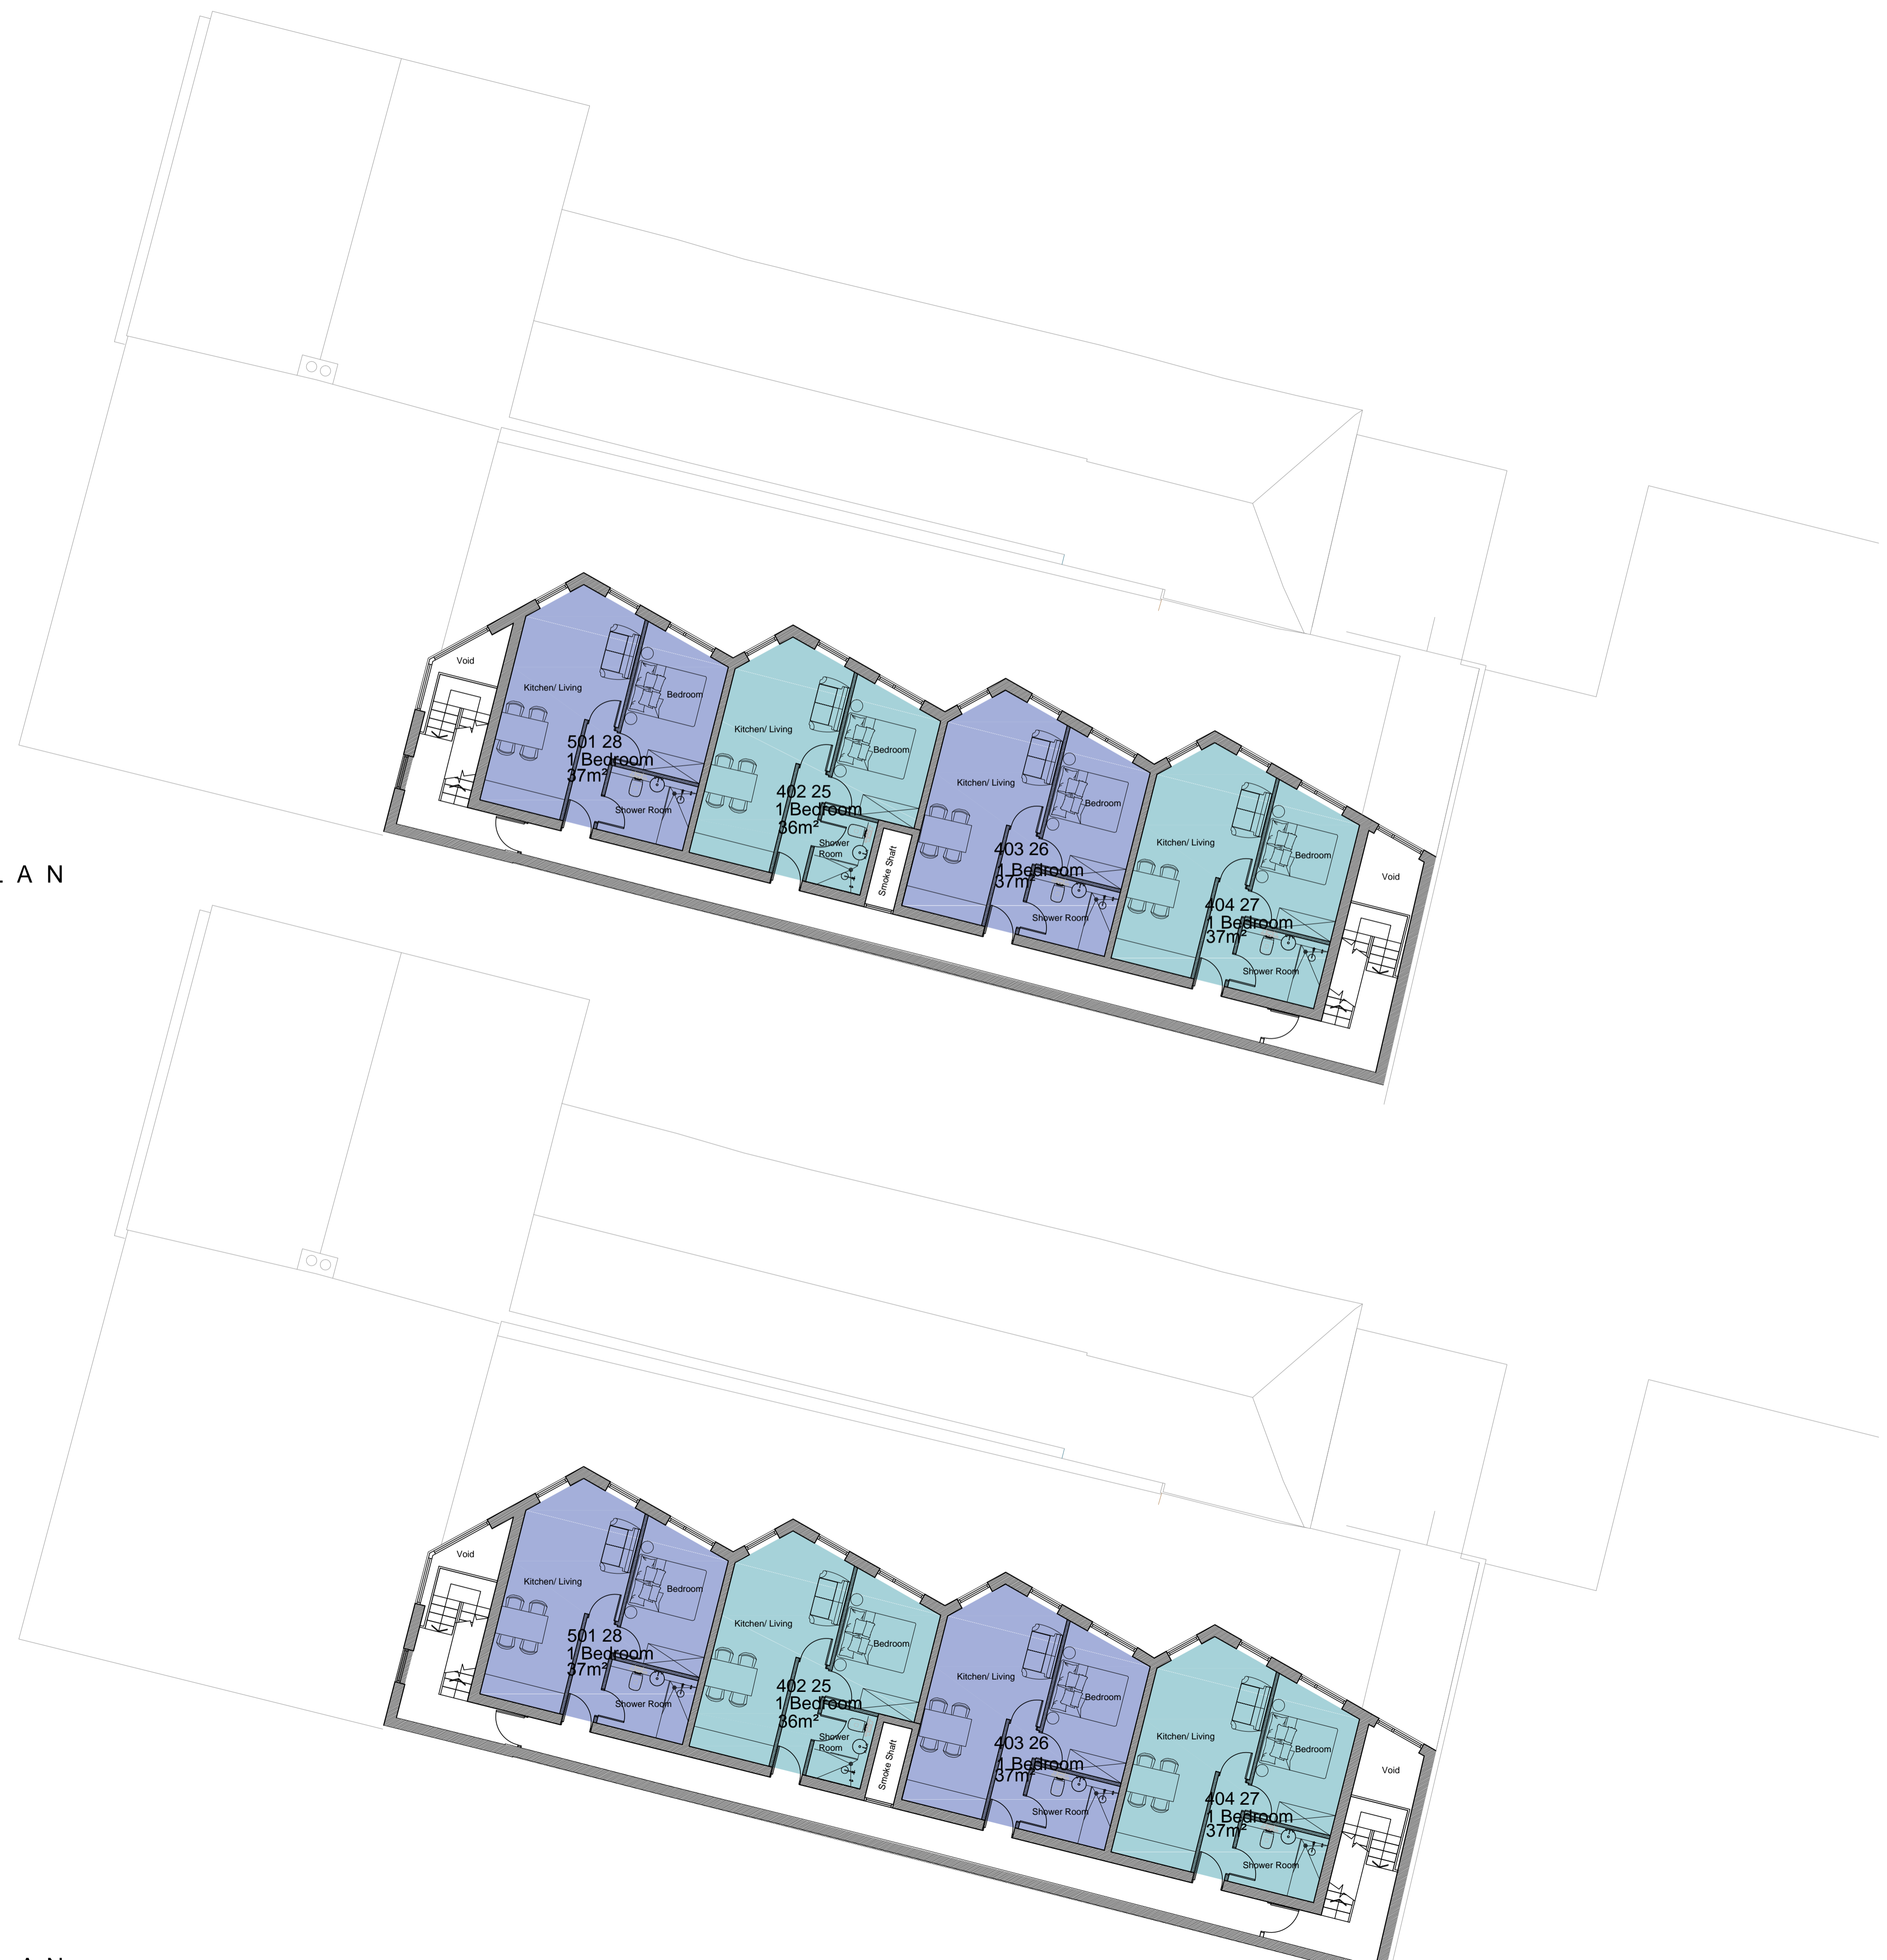 Void
Kitchen/ Living
Bedroom
501 28
1 Bedroom
37m²
Shower Room
Kitchen/ Living
Bedroom
402 25
1 Bedroom
36m²
Shower
Room
Smoke Shaft
Kitchen/ Living
Bedroom
403 26
1 Bedroom
37m²
Shower Room
Kitchen/ Living
Bedroom
404 27
1 Bedroom
37m²
Shower Room
Void
L A N
Void
Kitchen/ Living
Bedroom
501 28
1 Bedroom
37m²
Shower Room
Kitchen/ Living
Bedroom
402 25
1 Bedroom
36m²
Shower
Room
Smoke Shaft
Kitchen/ Living
Bedroom
403 26
1 Bedroom
37m²
Shower Room
Kitchen/ Living
Bedroom
404 27
1 Bedroom
37m²
Shower Room
Void